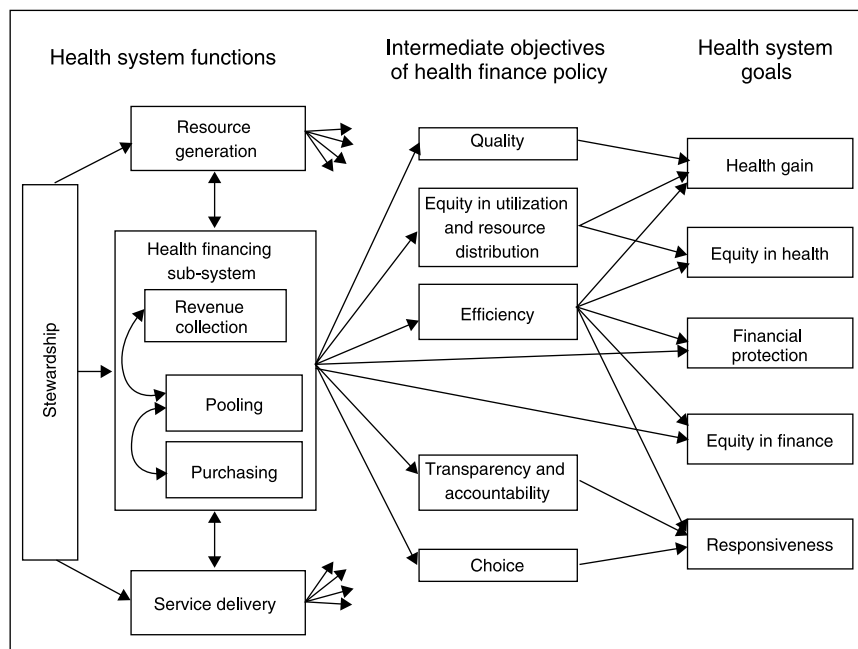 Health system functions
Intermediate objectives
of health finance policy
Health system
goals
Stewardship
Resource
generation
Health financing
sub-system
Revenue
collection
Pooling
Purchasing
Service delivery
Quality
Equity in utilization
and resource
distribution
Efficiency
Transparency and
accountability
Choice
Health gain
Equity in health
Financial
protection
Equity in finance
Responsiveness